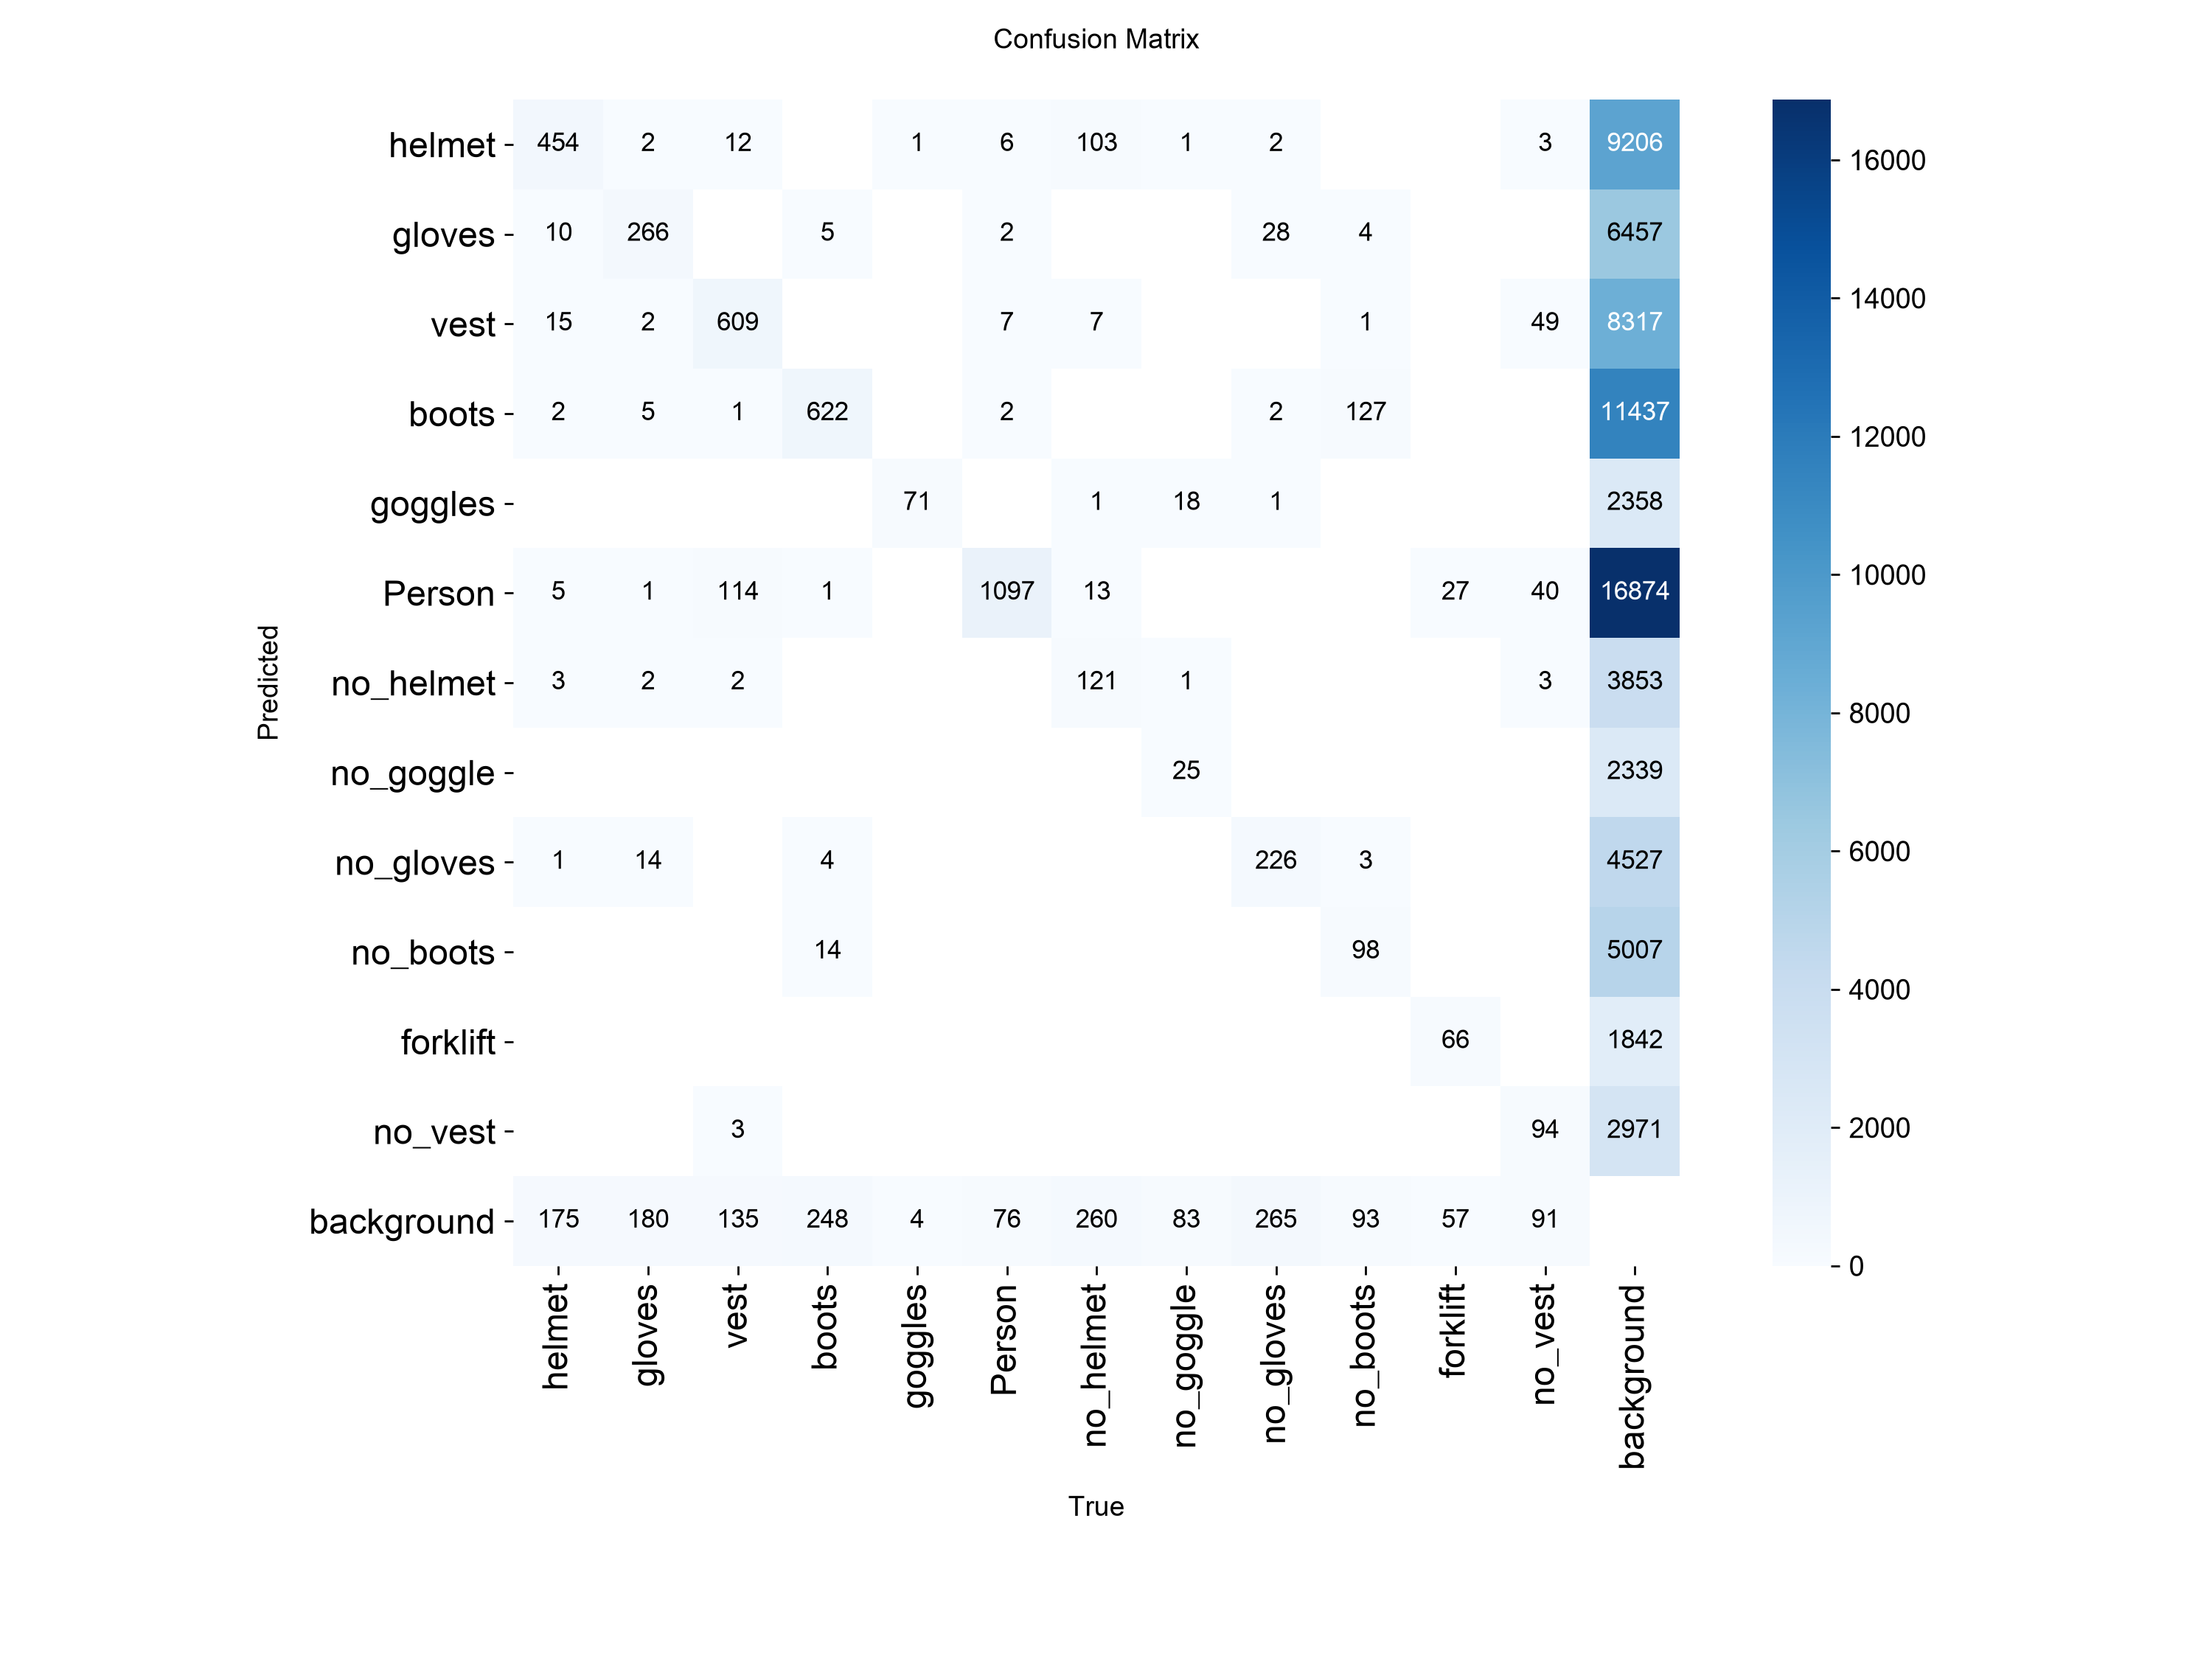 Confusion Matrix
helmet 454 2 12 1 6 103 1 2 3 9206
gloves 10 266 5 2 28 4 6457
vest 15 2 609 7 7 1 49 8317
boots 2 5 1 622 2 2 127 11437
goggles 71 1 18 1 2358
Person 5 1 114 1 1097 13 27 40 16874
no_helmet 3 2 2 121 1 3 3853
no_goggle 25 2339
no_gloves 1 14 4 226 3 4527
no_boots 14 98 5007
forklift 66 1842
no_vest 3 94 2971
background 175 180 135 248 4 76 260 83 265 93 57 91
helmet gloves vest boots goggles Person no_helmet no_goggle no_gloves no_boots forklift no_vest background
True
Predicted
16000
14000
12000
10000
8000
6000
4000
2000
0